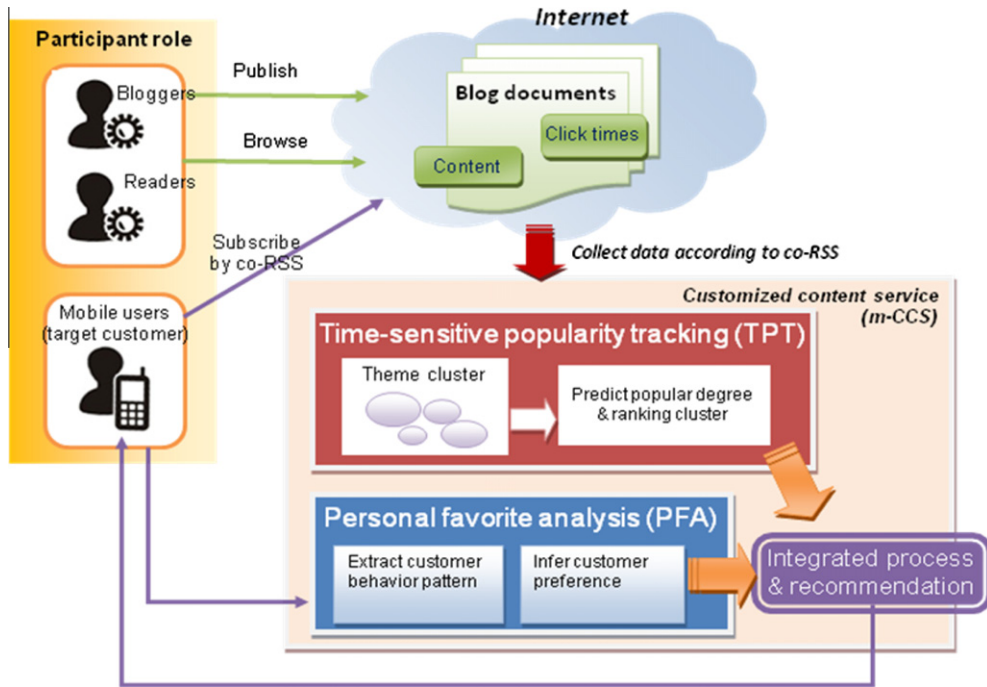 Internet
Participant role
Bloggers
Readers
Publish
Browse
Subscribe
by co-RSS
Blog documents
Click times
Content
Collect data according to co-RSS
Mobile users
(target customer)
Customized content service
(m-CCS)
Time-sensitive popularity tracking (TPT)
Theme cluster
Predict popular degree
& ranking cluster
Personal favorite analysis (PFA)
Extract customer
behavior pattern
Infer customer
preference
Integrated process
& recommendation